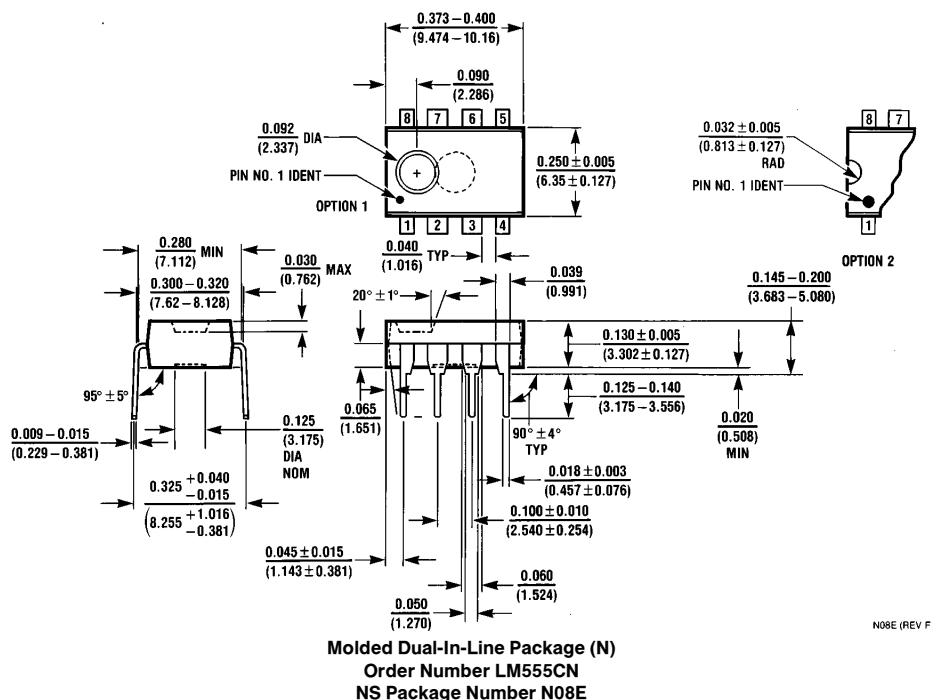 0.373 – 0.400
(9.474 – 10.16)
0.090
(2.286)
8 7 6 5
0.092 DIA
(2.337)
+
PIN NO. 1 IDENT
OPTION 1
1 2 3 4
0.250 ± 0.005
(6.35 ± 0.127)
8 7
0.032 ± 0.005
(0.813 ± 0.127)
RAD
PIN NO. 1 IDENT
1
OPTION 2
0.280 MIN
(7.112)
0.300 – 0.320
(7.62 – 8.128)
0.030 MAX
(0.762)
0.040 TYP
(1.016)
0.039
(0.991)
0.145 – 0.200
(3.683 – 5.080)
20° ± 1°
0.130 ± 0.005
(3.302 ± 0.127)
95° ± 5°
0.125
(3.175)
DIA
NOM
0.065
(1.651)
0.125 – 0.140
(3.175 – 3.556)
0.020
(0.508)
MIN
90° ± 4°
TYP
0.009 – 0.015
(0.229 – 0.381)
0.018 ± 0.003
(0.457 ± 0.076)
0.325 +0.040
−0.015
(8.255 +1.016
−0.381)
0.100 ± 0.010
(2.540 ± 0.254)
0.045 ± 0.015
(1.143 ± 0.381)
0.060
(1.524)
0.050
(1.270)
N08E (REV F
Molded Dual-In-Line Package (N)
Order Number LM555CN
NS Package Number N08E